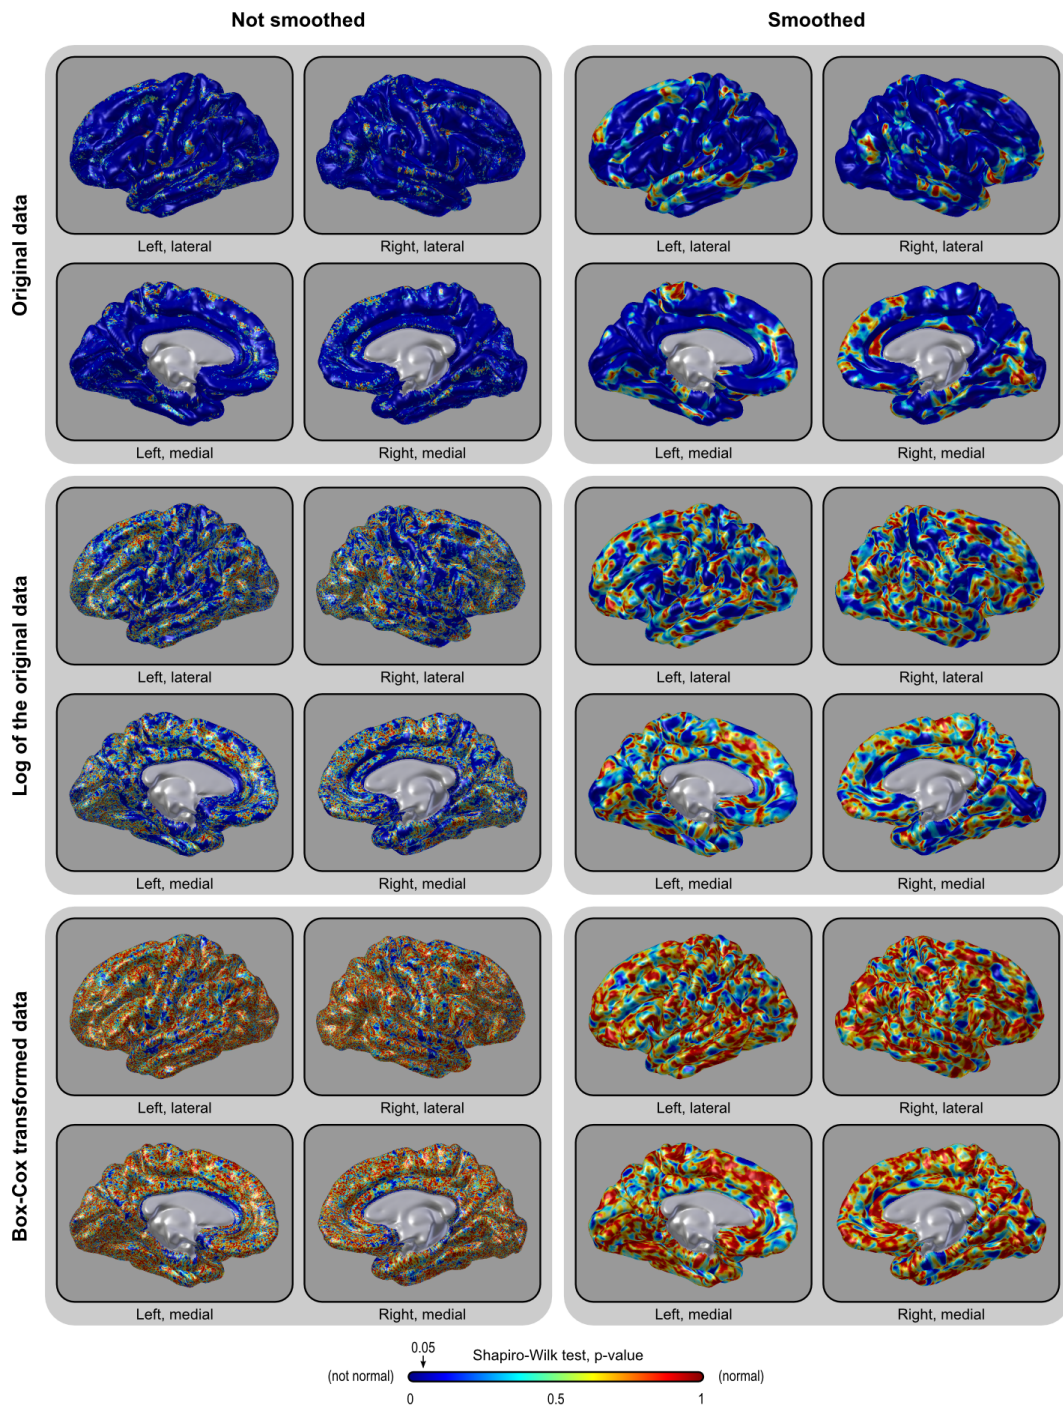 Not smoothed
Smoothed
Original data
Left, lateral
Right, lateral
Left, lateral
Right, lateral
Left, medial
Right, medial
Left, medial
Right, medial
Log of the original data
Left, lateral
Right, lateral
Left, lateral
Right, lateral
Left, medial
Right, medial
Left, medial
Right, medial
Box-Cox transformed data
Left, lateral
Right, lateral
Left, lateral
Right, lateral
Left, medial
Right, medial
Left, medial
Right, medial
0.05
Shapiro-Wilk test, p-value
(not normal)
(normal)
0
0.5
1